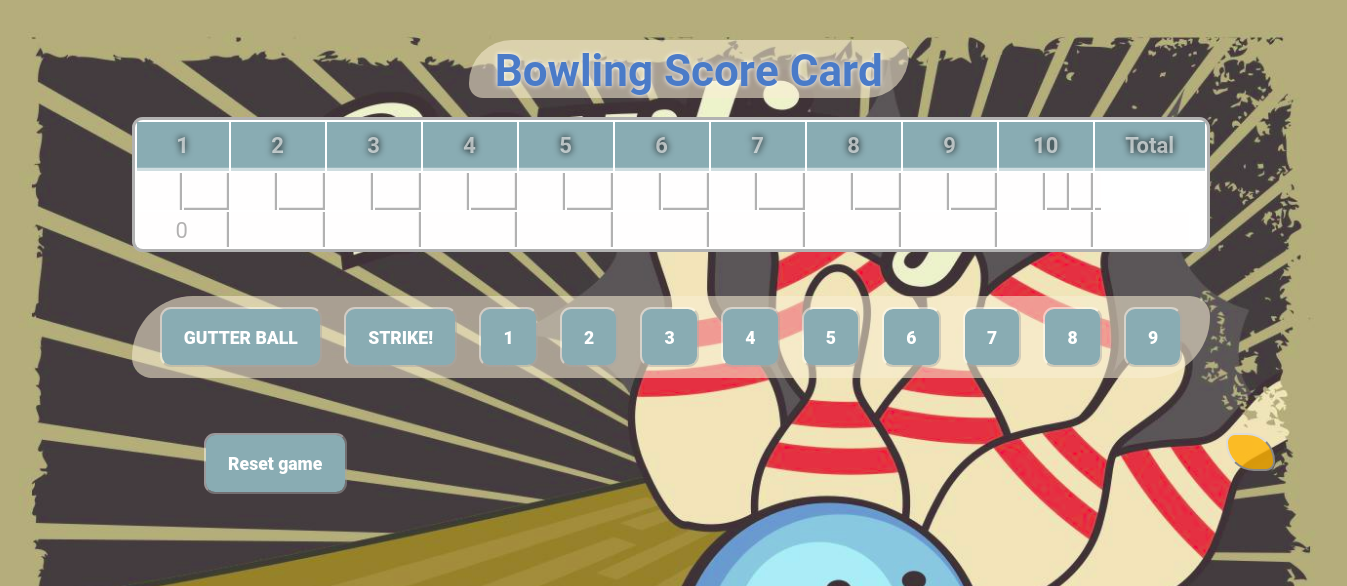 Bowling Score Card
1 2 3 4 5 6 7 8 9 10 Total
0
GUTTER BALL STRIKE! 1 2 3 4 5 6 7 8 9
Reset game